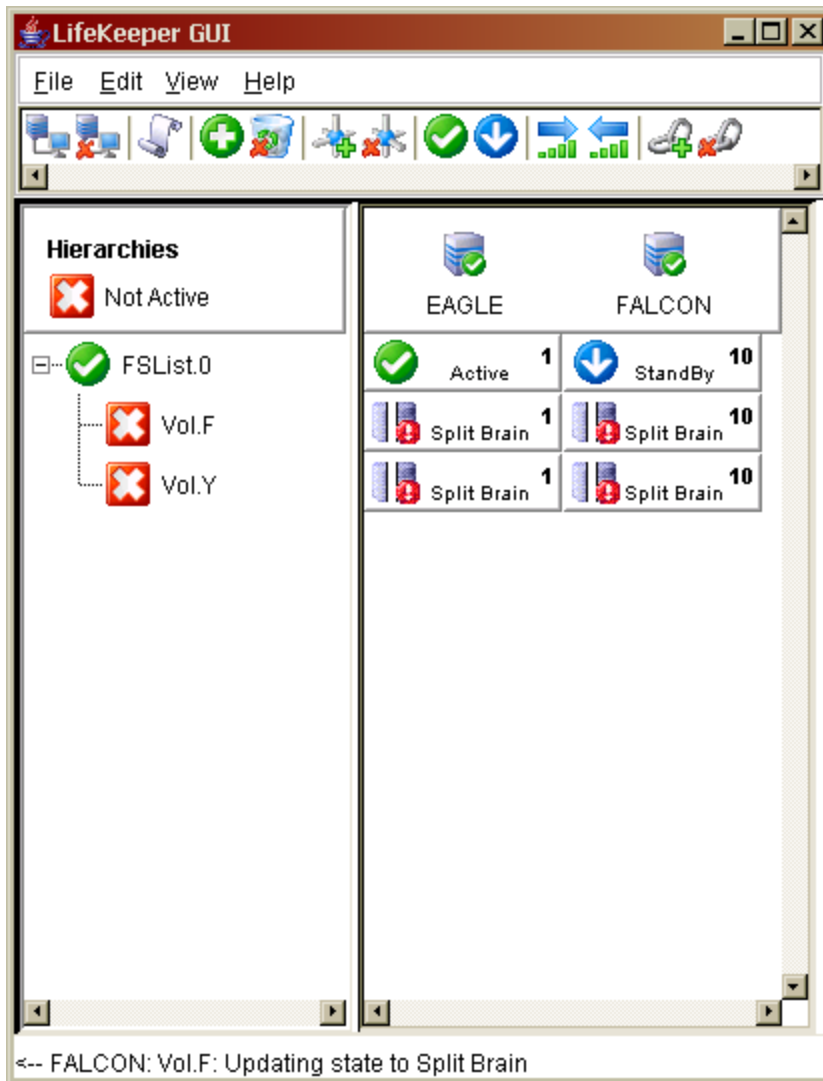 LifeKeeper GUI
File Edit View Help
Hierarchies
Not Active
EAGLE FALCON
FSList.0
Active 1 StandBy 10
Vol.F
Split Brain 1 Split Brain 10
Vol.Y
Split Brain 1 Split Brain 10
<-- FALCON: Vol.F: Updating state to Split Brain